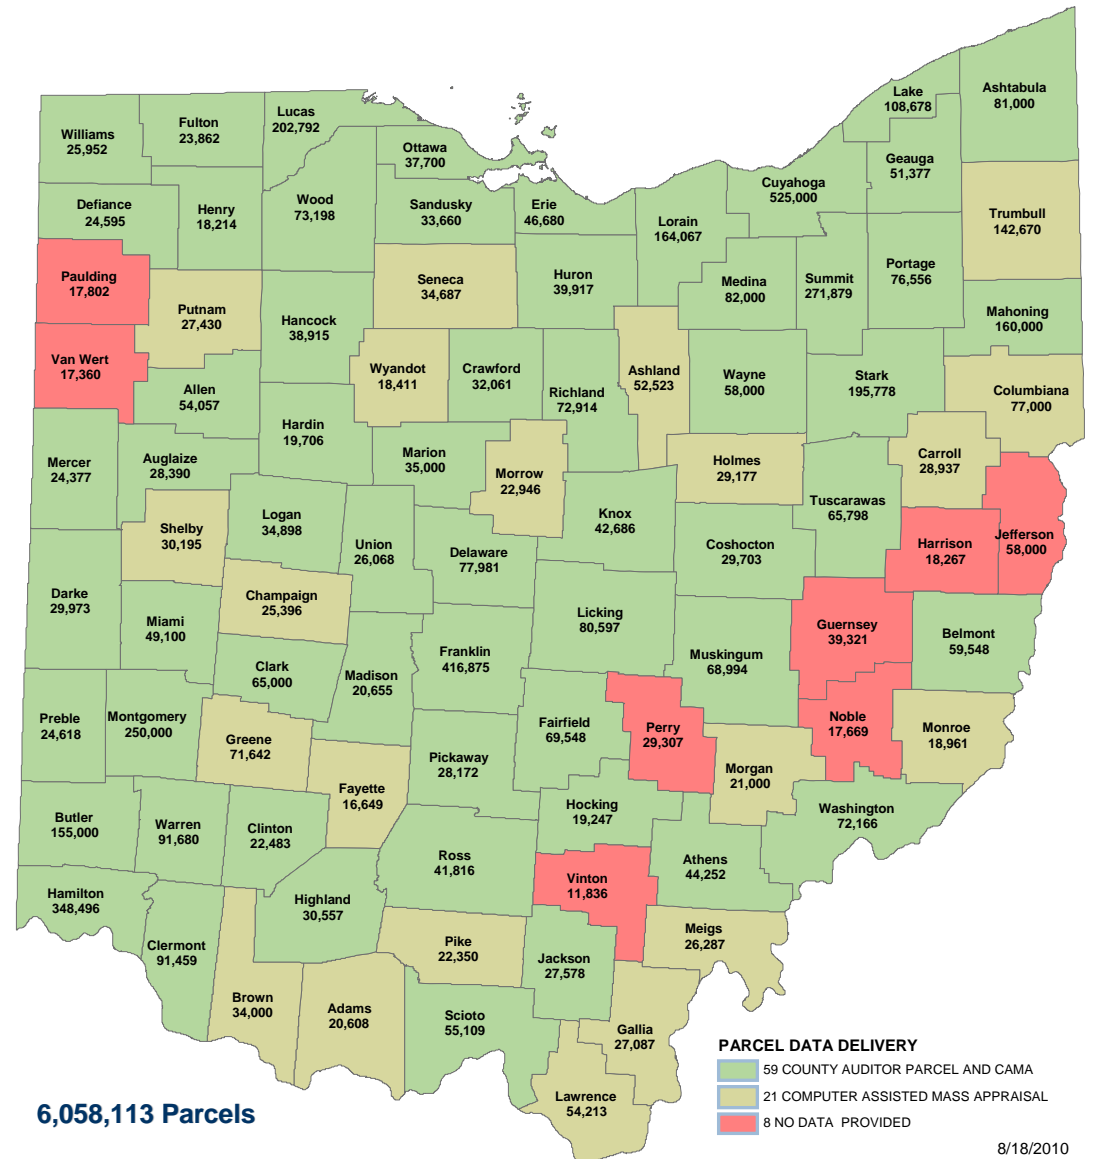 Lake
108,678
Ashtabula
81,000
Williams
25,952
Fulton
23,862
Lucas
202,792
Ottawa
37,700
Geauga
51,377
Cuyahoga
525,000
Defiance
24,595
Henry
18,214
Wood
73,198
Sandusky
33,660
Erie
46,680
Lorain
164,067
Trumbull
142,670
Paulding
17,802
Putnam
27,430
Seneca
34,687
Huron
39,917
Medina
82,000
Summit
271,879
Portage
76,556
Mahoning
160,000
Hancock
38,915
Van Wert
17,360
Allen
54,057
Wyandot
18,411
Crawford
32,061
Richland
72,914
Ashland
52,523
Wayne
58,000
Stark
195,778
Columbiana
77,000
Hardin
19,706
Mercer
24,377
Auglaize
28,390
Marion
35,000
Morrow
22,946
Holmes
29,177
Carroll
28,937
Tuscarawas
65,798
Shelby
30,195
Logan
34,898
Union
26,068
Delaware
77,981
Knox
42,686
Coshocton
29,703
Harrison
18,267
Jefferson
58,000
Darke
29,973
Champaign
25,396
Miami
49,100
Licking
80,597
Guernsey
39,321
Belmont
59,548
Clark
65,000
Madison
20,655
Franklin
416,875
Muskingum
68,994
Preble
24,618
Montgomery
250,000
Greene
71,642
Fairfield
69,548
Perry
29,307
Noble
17,669
Monroe
18,961
Pickaway
28,172
Morgan
21,000
Fayette
16,649
Butler
155,000
Warren
91,680
Clinton
22,483
Hocking
19,247
Washington
72,166
Ross
41,816
Athens
44,252
Vinton
11,836
Hamilton
348,496
Highland
30,557
Clermont
91,459
Pike
22,350
Meigs
26,287
Jackson
27,578
Brown
34,000
Adams
20,608
Scioto
55,109
Gallia
27,087
Lawrence
54,213
PARCEL DATA DELIVERY
59 COUNTY AUDITOR PARCEL AND CAMA
21 COMPUTER ASSISTED MASS APPRAISAL
8 NO DATA PROVIDED
6,058,113 Parcels
8/18/2010